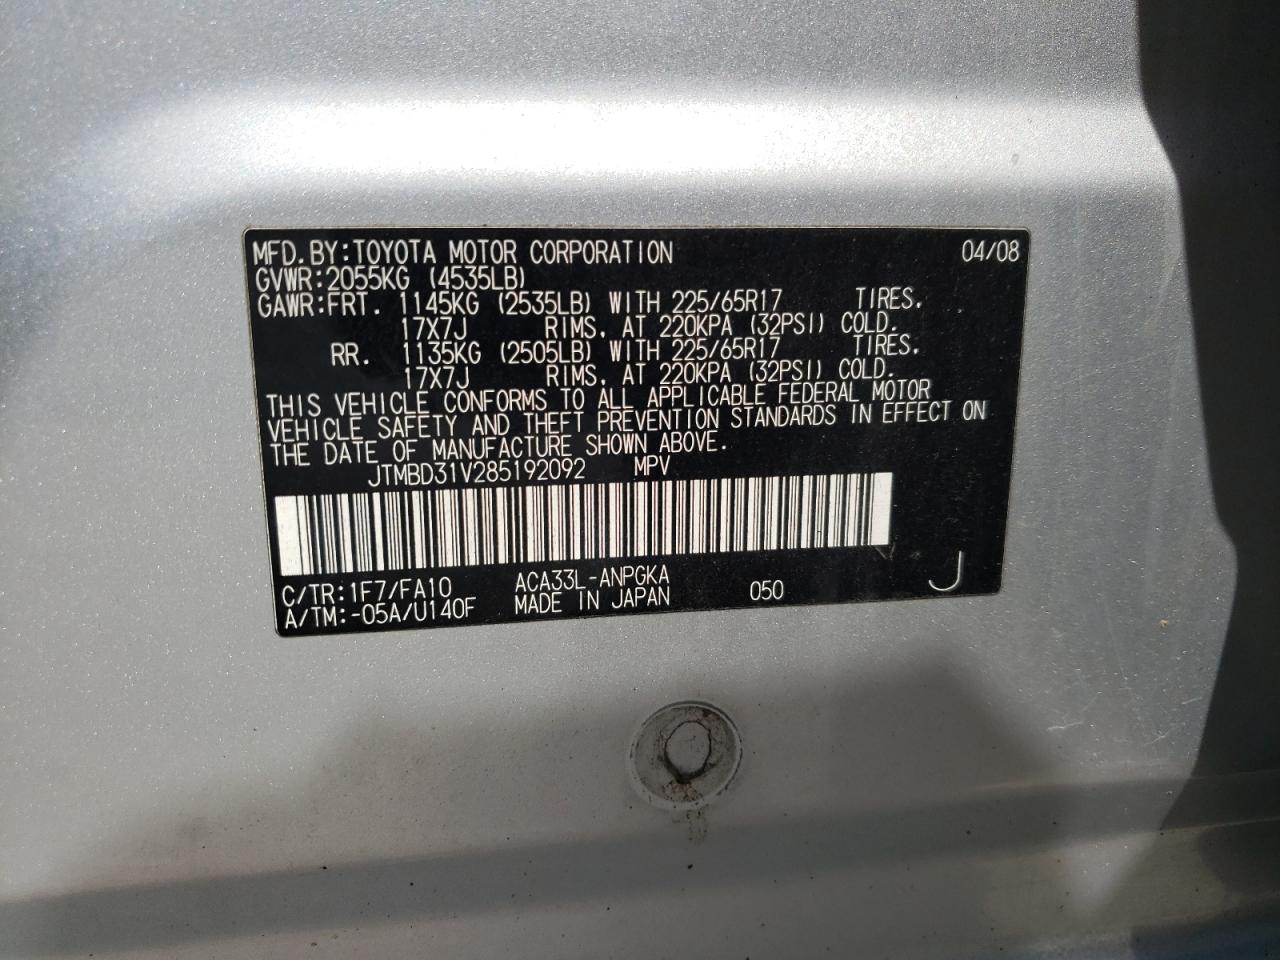 MFD. BY: TOYOTA MOTOR CORPORATION 04/08
GVWR: 2055KG (4535LB)
GAWR: FRT. 1145KG (2535LB) WITH 225/65R17 TIRES,
17X7J RIMS, AT 220KPA (32PSI) COLD.
RR. 1135KG (2505LB) WITH 225/65R17 TIRES,
17X7J RIMS, AT 220KPA (32PSI) COLD.
THIS VEHICLE CONFORMS TO ALL APPLICABLE FEDERAL MOTOR
VEHICLE SAFETY AND THEFT PREVENTION STANDARDS IN EFFECT ON
THE DATE OF MANUFACTURE SHOWN ABOVE.
JTMBD31V285192092 MPV
C/TR: 1F7/FA10 ACA33L-ANPGKA
A/TM: -05A/U140F MADE IN JAPAN 050 J